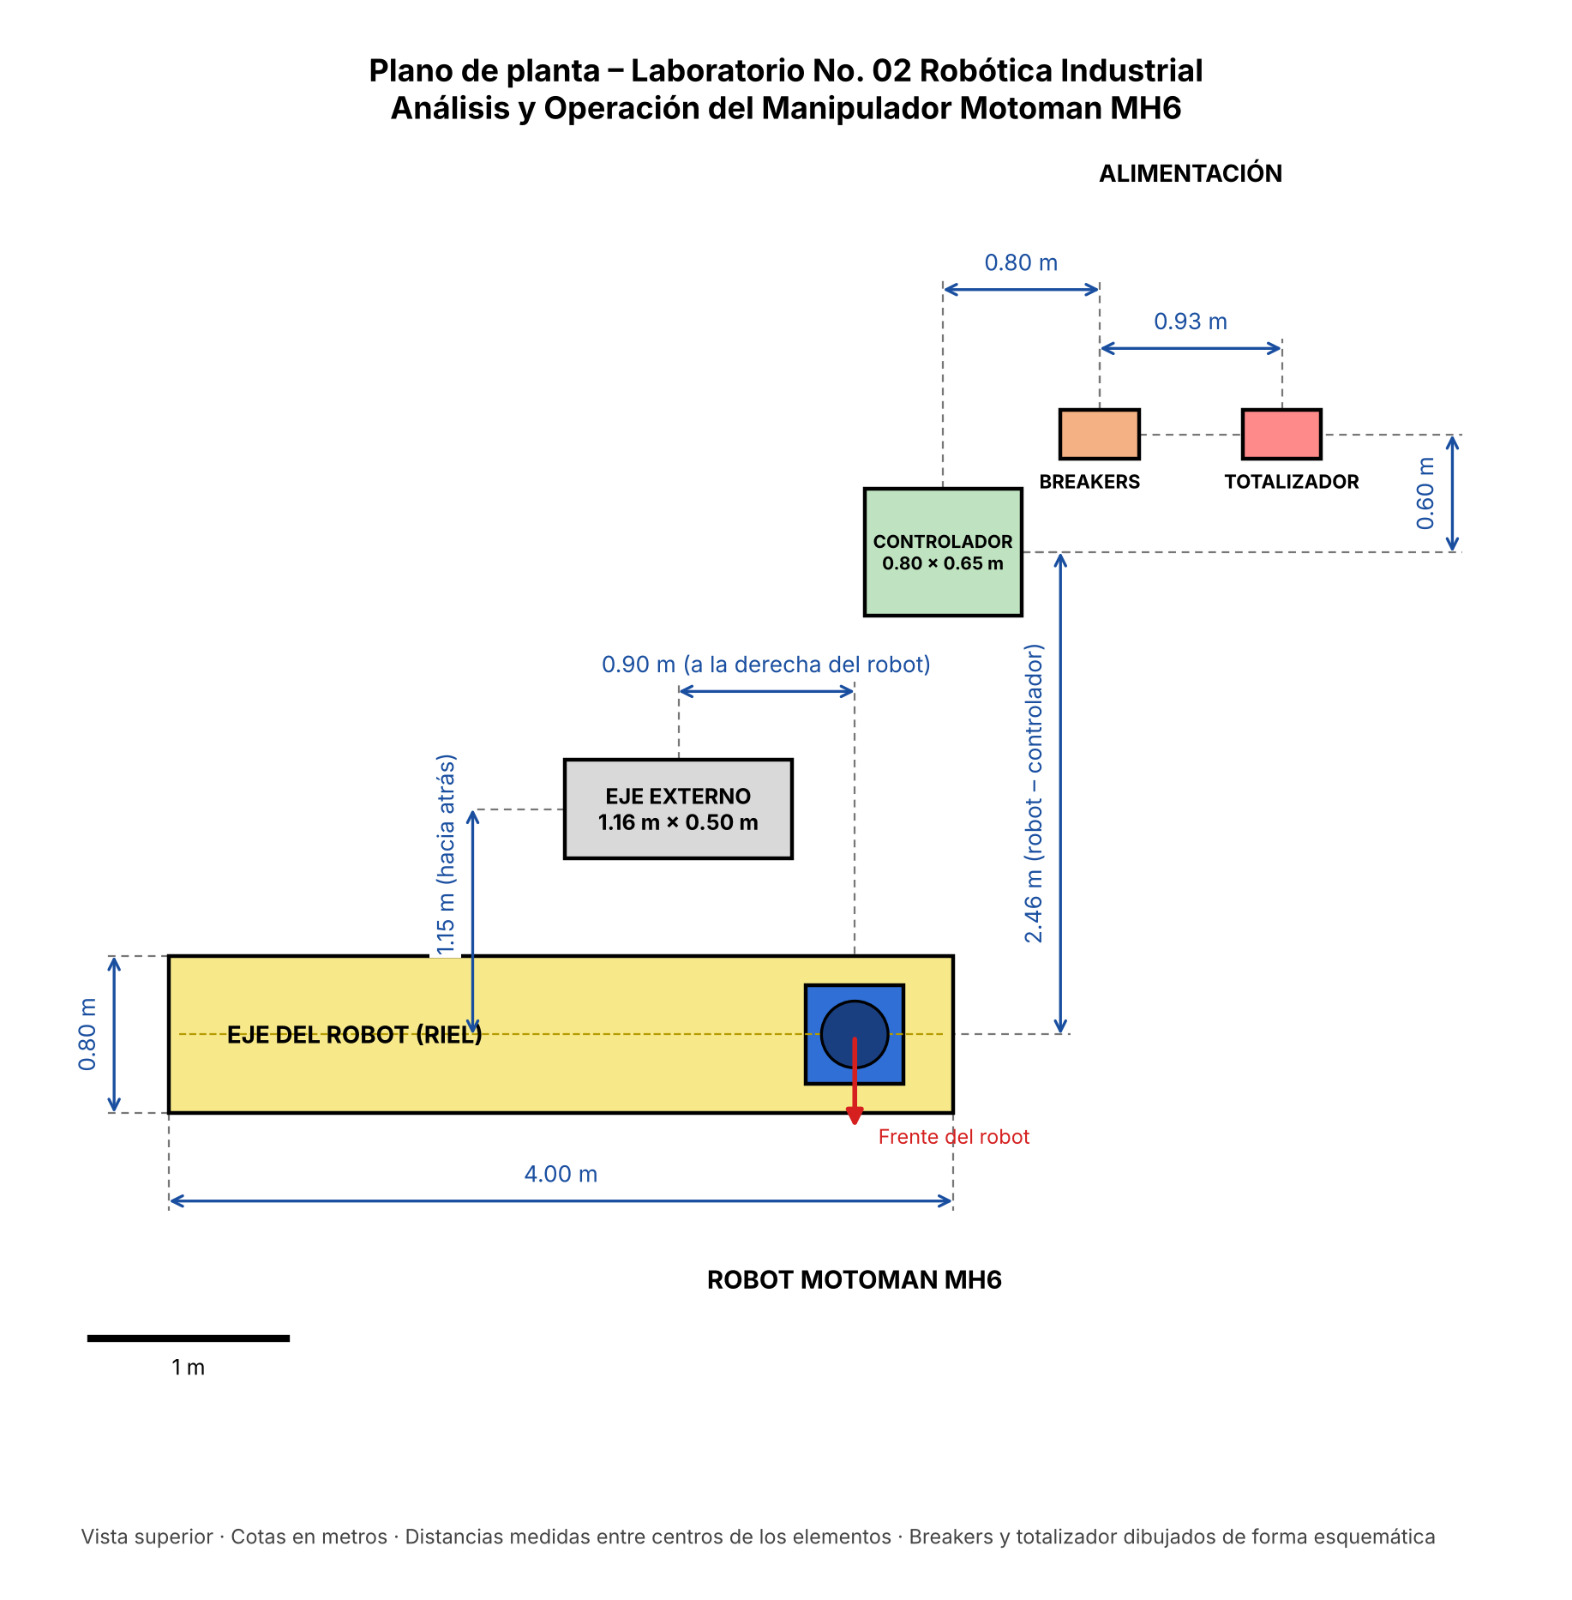 Plano de planta – Laboratorio No. 02 Robótica Industrial
Análisis y Operación del Manipulador Motoman MH6
ALIMENTACIÓN
0.80 m
0.93 m
BREAKERS
TOTALIZADOR
0.60 m
CONTROLADOR
0.80 × 0.65 m
0.90 m (a la derecha del robot)
2.46 m (robot – controlador)
1.15 m (hacia atrás)
EJE EXTERNO
1.16 m × 0.50 m
0.80 m
EJE DEL ROBOT (RIEL)
Frente del robot
4.00 m
ROBOT MOTOMAN MH6
1 m
Vista superior · Cotas en metros · Distancias medidas entre centros de los elementos · Breakers y totalizador dibujados de forma esquemática